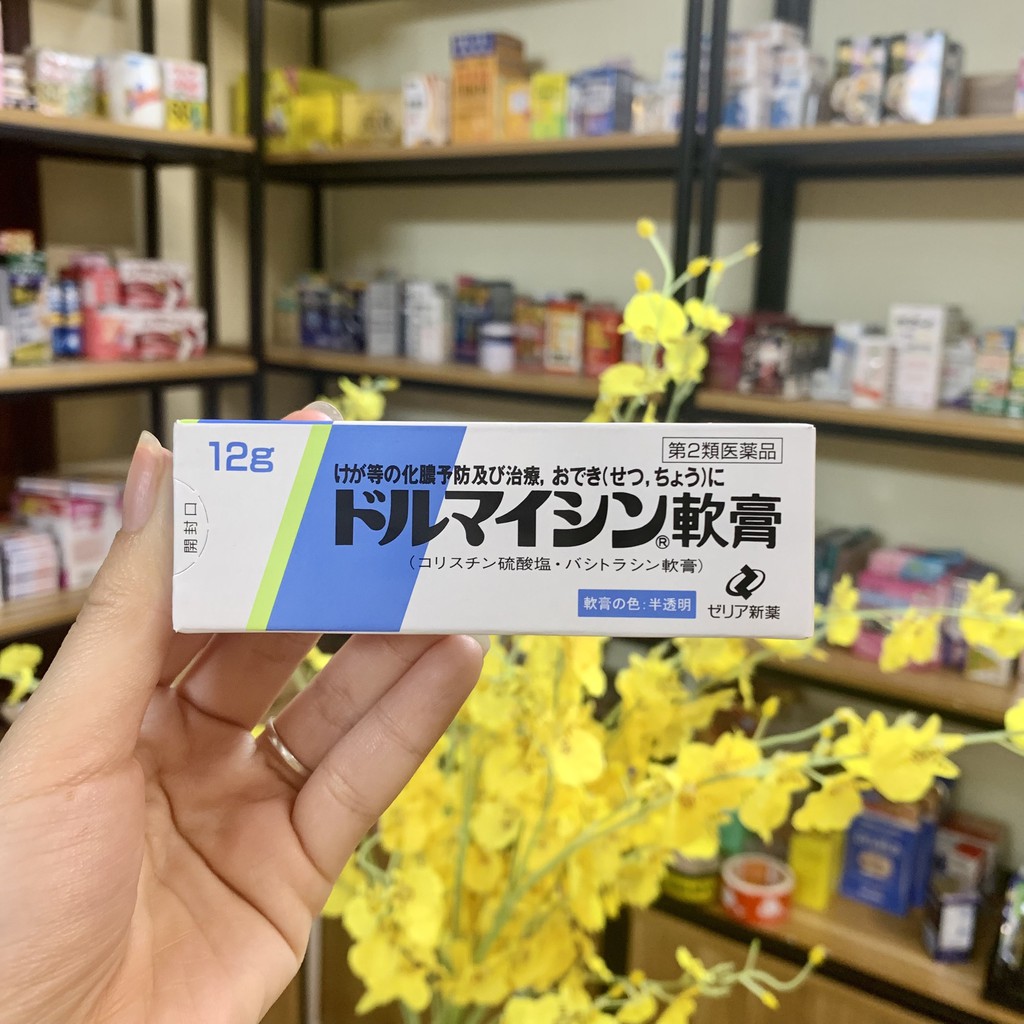 12g
第2類医薬品
けが等の化膿予防及び治療,おでき(せつ,ちょう)に
ドルマイシン®軟膏
(コリスチン硫酸塩・バシトラシン軟膏)
開封口
軟膏の色:半透明
ゼリア新薬